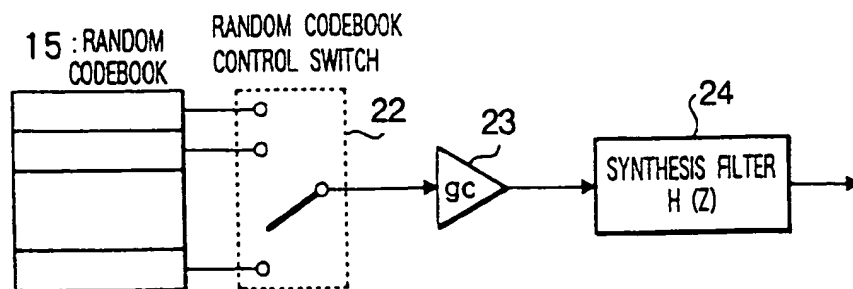 15 : RANDOM
CODEBOOK
RANDOM CODEBOOK
CONTROL SWITCH
22
gc
23
SYNTHESIS FILTER
H (Z)
24